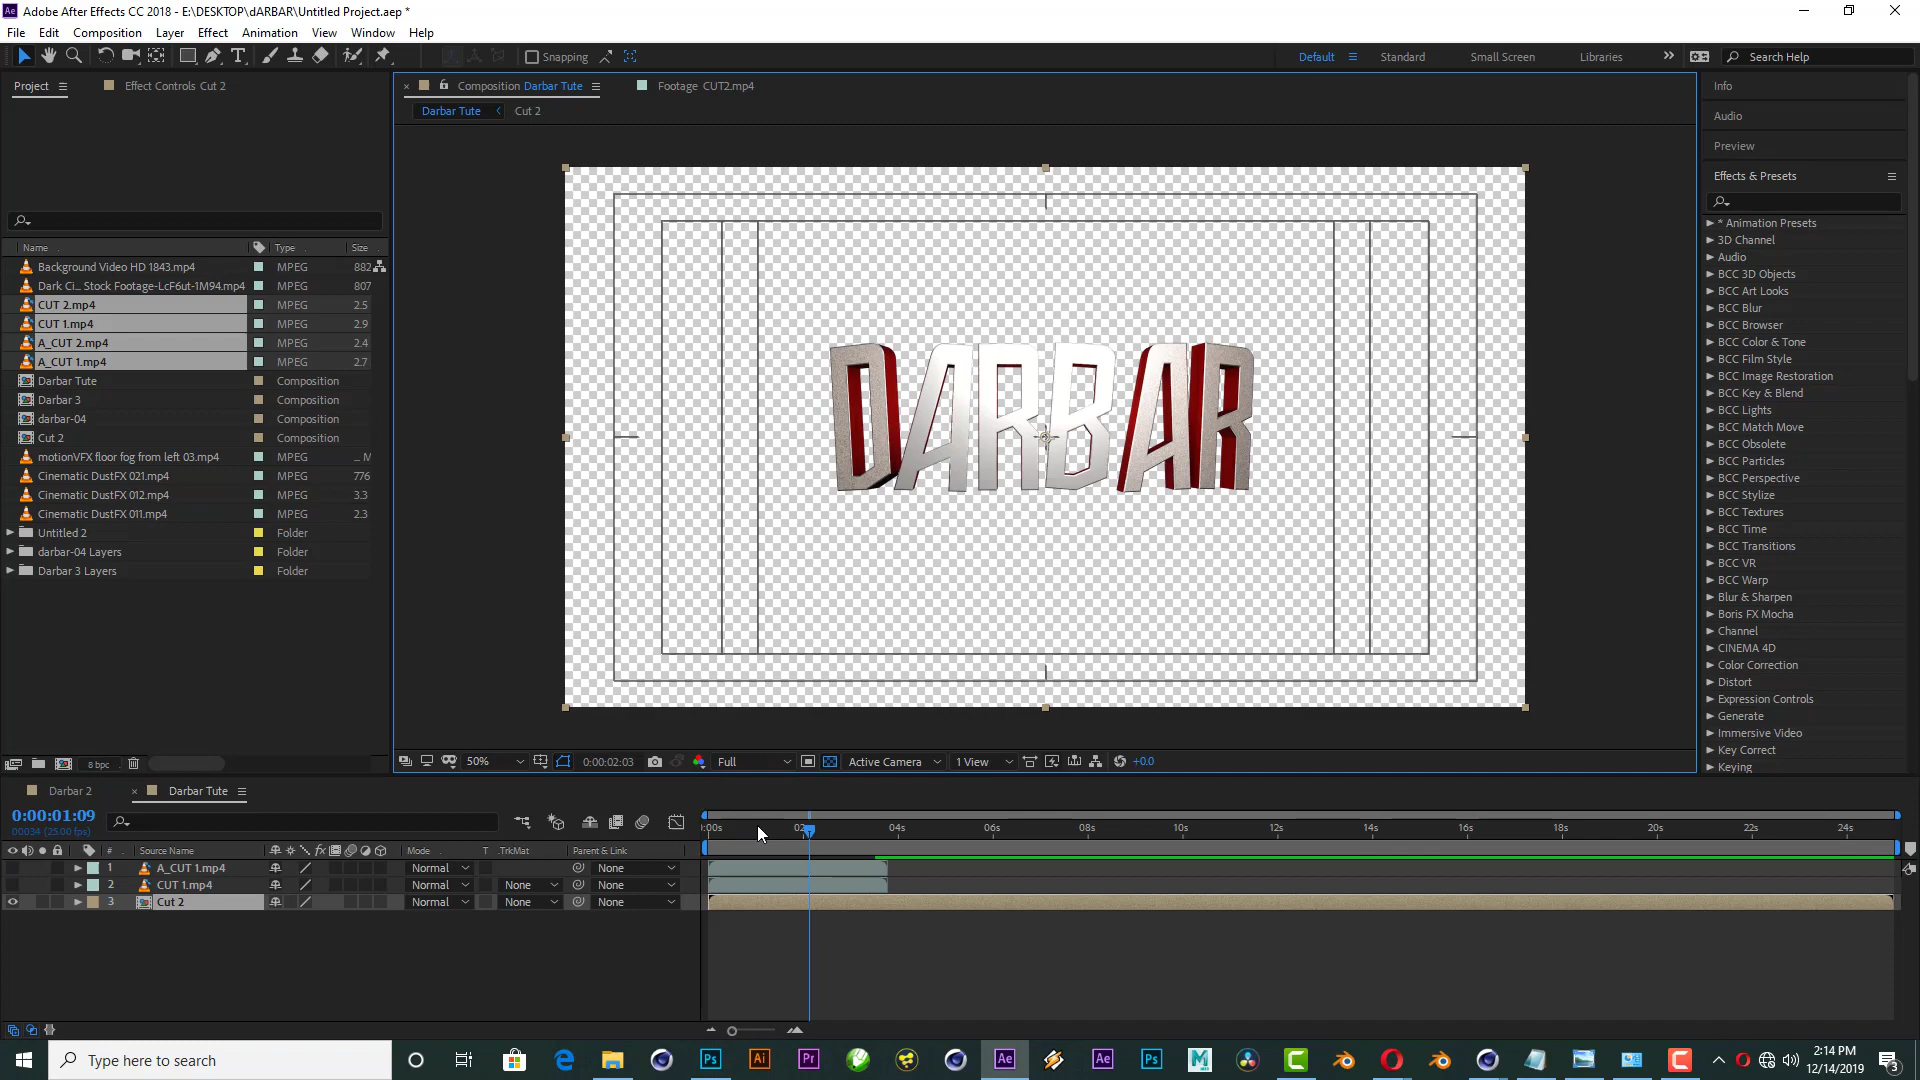 Adobe After Effects CC 2018 - E:\DESKTOP\dARBAR\Untitled Project.aep *
File Edit Composition Layer Effect Animation View Window Help
Snapping Default Standard Small Screen Libraries Search Help
Project Effect Controls Cut 2
Composition Darbar Tute Footage CUT2.mp4
Darbar Tute Cut 2
Name Type Size
Background Video HD 1843.mp4 MPEG 882
Dark Ci... Stock Footage-LcF6ut-1M94.mp4 MPEG 807
CUT 2.mp4 MPEG 2.5
CUT 1.mp4 MPEG 2.9
A_CUT 2.mp4 MPEG 2.4
A_CUT 1.mp4 MPEG 2.7
Darbar Tute Composition
Darbar 3 Composition
darbar-04 Composition
Cut 2 Composition
motionVFX floor fog from left 03.mp4 MPEG ... M
Cinematic DustFX 021.mp4 MPEG 776
Cinematic DustFX 012.mp4 MPEG 3.3
Cinematic DustFX 011.mp4 MPEG 2.3
Untitled 2 Folder
darbar-04 Layers Folder
Darbar 3 Layers Folder
8 bpc
DARBAR
50% 0:00:02:03 Full Active Camera 1 View +0.0
Info
Audio
Preview
Effects & Presets
* Animation Presets
3D Channel
Audio
BCC 3D Objects
BCC Art Looks
BCC Blur
BCC Browser
BCC Color & Tone
BCC Film Style
BCC Image Restoration
BCC Key & Blend
BCC Lights
BCC Match Move
BCC Obsolete
BCC Particles
BCC Perspective
BCC Stylize
BCC Textures
BCC Time
BCC Transitions
BCC VR
BCC Warp
Blur & Sharpen
Boris FX Mocha
Channel
CINEMA 4D
Color Correction
Distort
Expression Controls
Generate
Immersive Video
Key Correct
Keying
Darbar 2 Darbar Tute
0:00:01:09
00034 (25.00 fps)
:00s 02 04s 06s 08s 10s 12s 14s 16s 18s 20s 22s 24s
# Source Name fx Mode T .TrkMat Parent & Link
1 A_CUT 1.mp4 Normal None
2 CUT 1.mp4 Normal None None
3 Cut 2 Normal None None
Type here to search
Ps Ai Pr Ae Ae Ps M
2:14 PM
12/14/2019
3